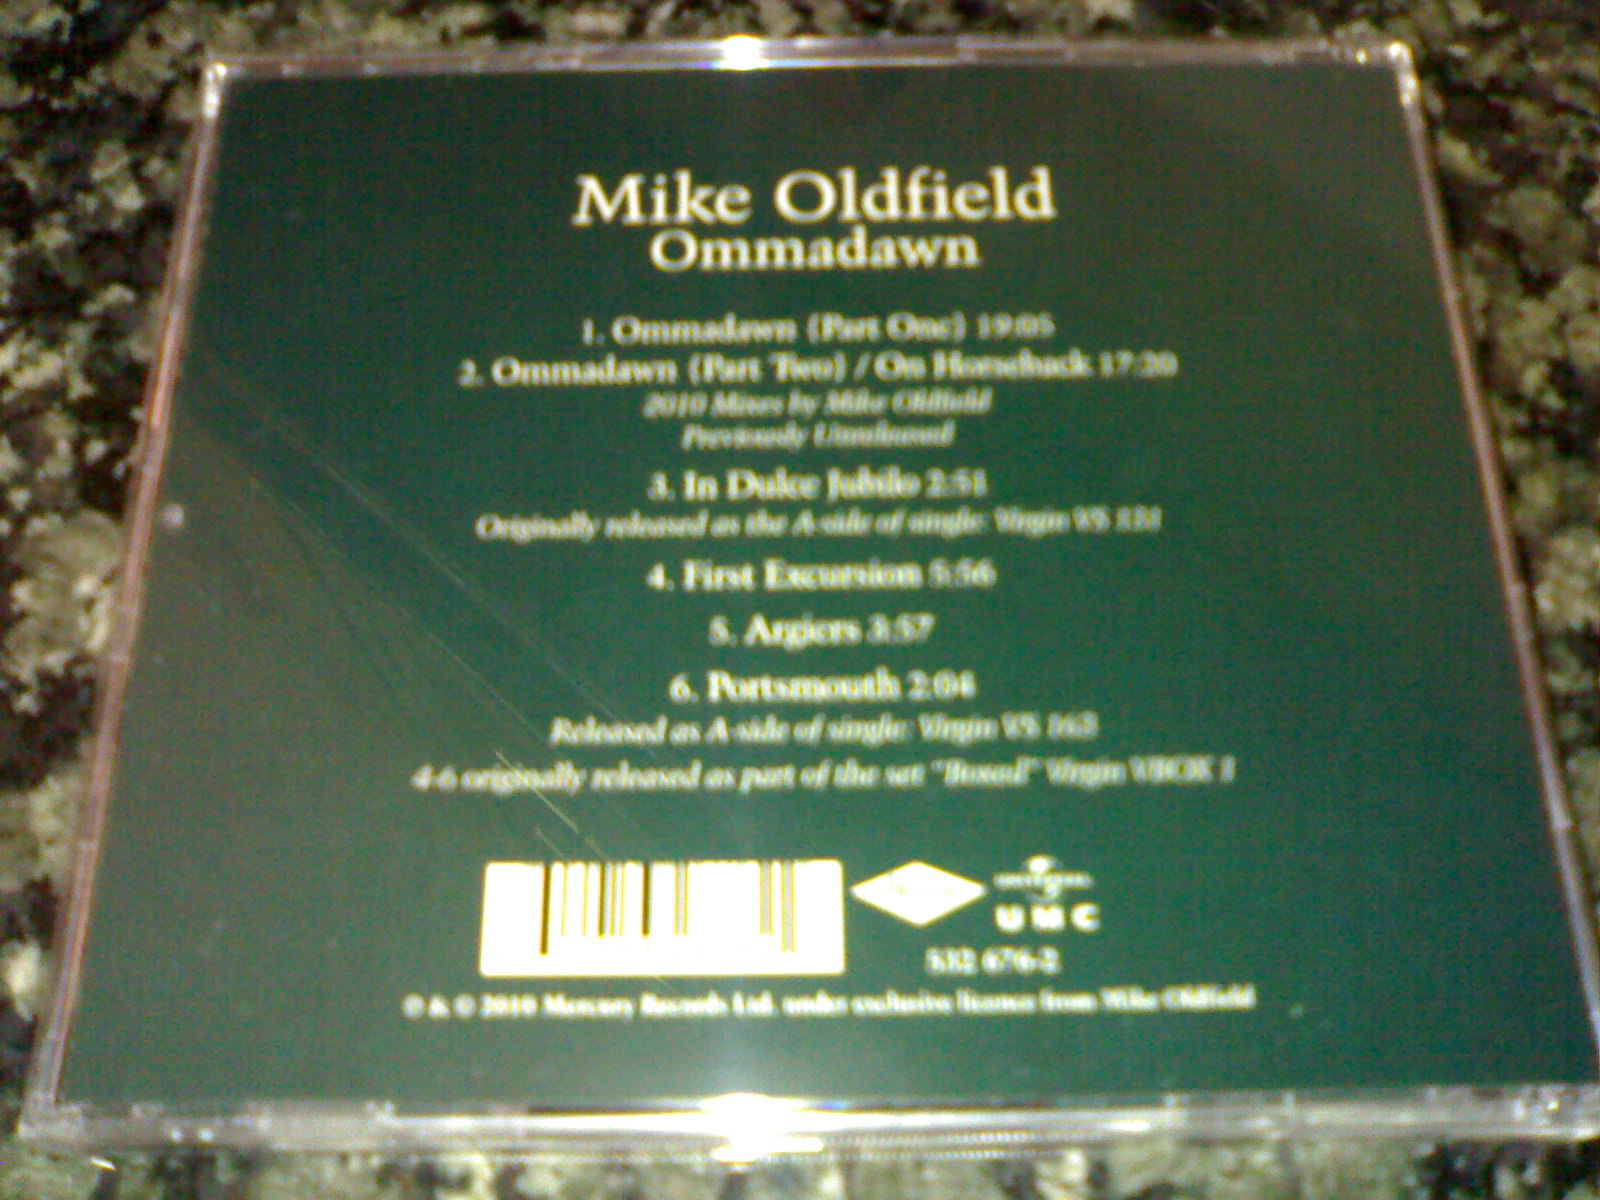 Mike Oldfield
Ommadawn
1. Ommadawn (Part One) 19:05
2. Ommadawn (Part Two) / On Horseback 17:20
2010 Mixes by Mike Oldfield
Previously Unreleased
3. In Dulce Jubilo 2:51
Originally released as the A-side of single: Virgin VS 131
4. First Excursion 5:56
5. Argiers 3:57
6. Portsmouth 2:04
Released as A-side of single: Virgin VS 163
4-6 originally released as part of the set "Boxed" Virgin VBOX 1
UNIVERSAL
UMC
532 676-2
℗ & © 2010 Mercury Records Ltd. under exclusive licence from Mike Oldfield